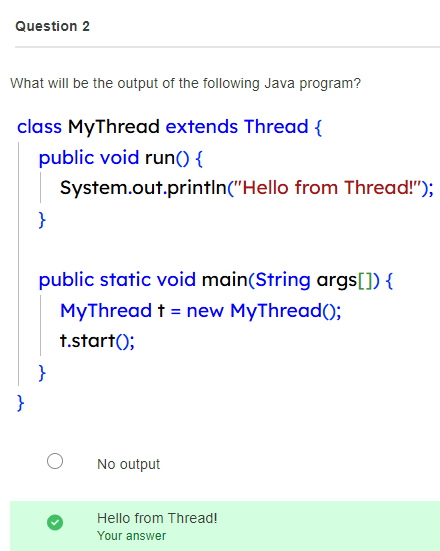 Question 2
What will be the output of the following Java program?
class MyThread extends Thread {
public void run() {
System.out.println("Hello from Thread!");
}
public static void main(String args[]) {
MyThread t = new MyThread();
t.start();
}
}
No output
Hello from Thread!
Your answer